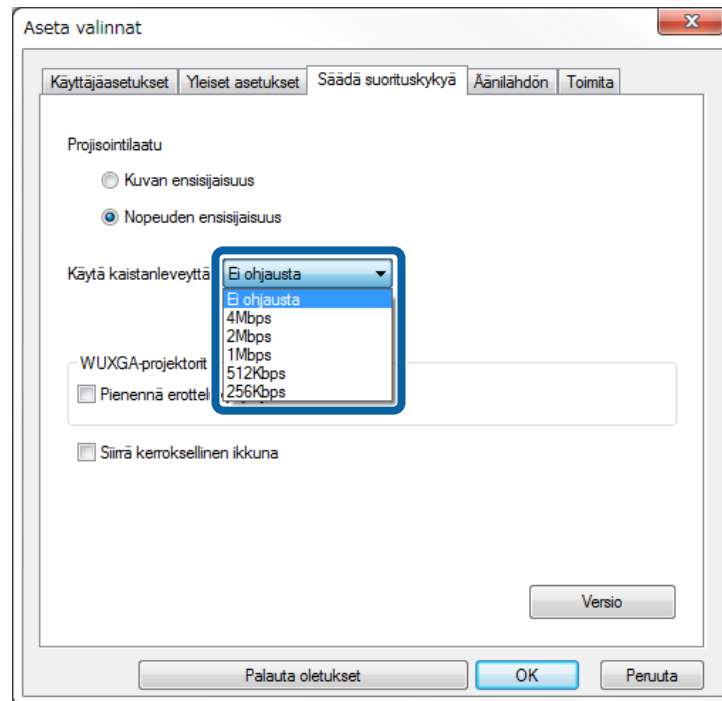 Aseta valinnat
Käyttäjäasetukset Yleiset asetukset Säädä suorituskykyä Äänilähdön Toimita
Projisointilaatu
Kuvan ensisijaisuus
Nopeuden ensisijaisuus
Käytä kaistanleveyttä Ei ohjausta
Ei ohjausta
4Mbps
2Mbps
1Mbps
512Kbps
256Kbps
WUXGA-projektorit
Pienennä
Siirrä kerroksellinen ikkuna
Versio
Palauta oletukset OK Peruuta